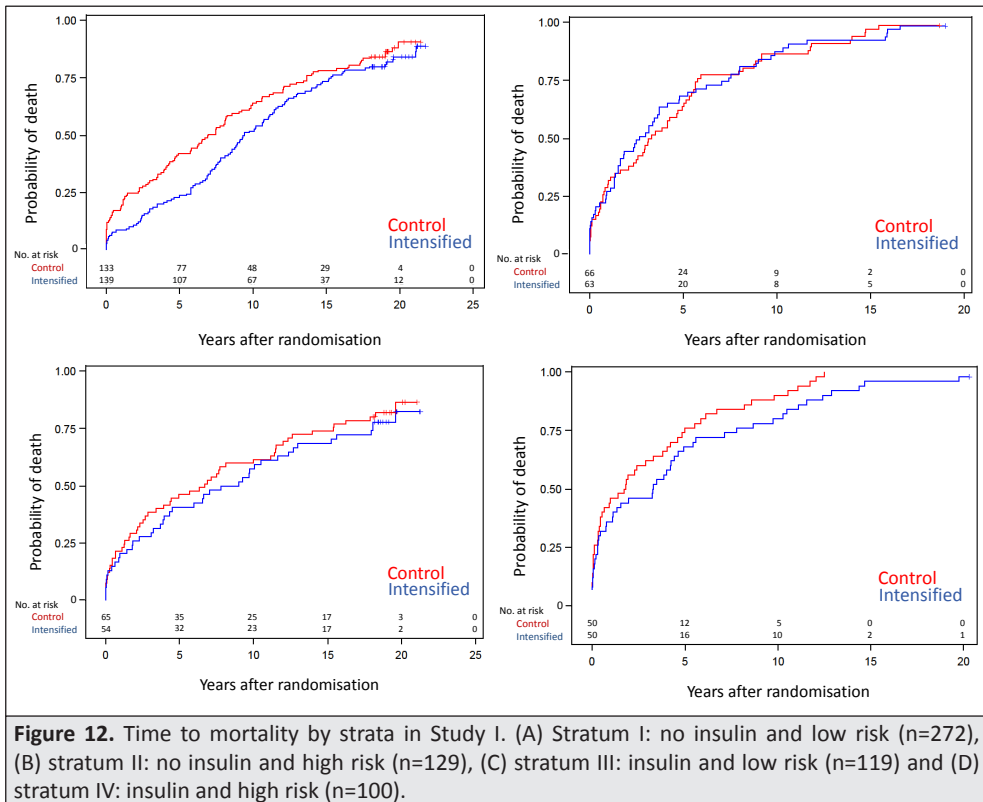 1.00
0.75
0.50
0.25
0
Probability of death
Control
Intensified
No. at risk
Control 133 77 48 29 4 0
Intensified 139 107 67 37 12 0
0 5 10 15 20 25
Years after randomisation
1.00
0.75
0.50
0.25
0
Probability of death
Control
Intensified
No. at risk
Control 66 24 9 2 0
Intensified 63 20 8 5 0
0 5 10 15 20
Years after randomisation
1.00
0.75
0.50
0.25
0
Probability of death
Control
Intensified
No. at risk
Control 65 35 25 17 3 0
Intensified 54 32 23 17 2 0
0 5 10 15 20 25
Years after randomisation
1.00
0.75
0.50
0.25
0
Probability of death
Control
Intensified
No. at risk
Control 50 12 5 0 0
Intensified 50 16 10 2 1
0 5 10 15 20
Years after randomisation
Figure 12. Time to mortality by strata in Study I. (A) Stratum I: no insulin and low risk (n=272),
(B) stratum II: no insulin and high risk (n=129), (C) stratum III: insulin and low risk (n=119) and (D)
stratum IV: insulin and high risk (n=100).